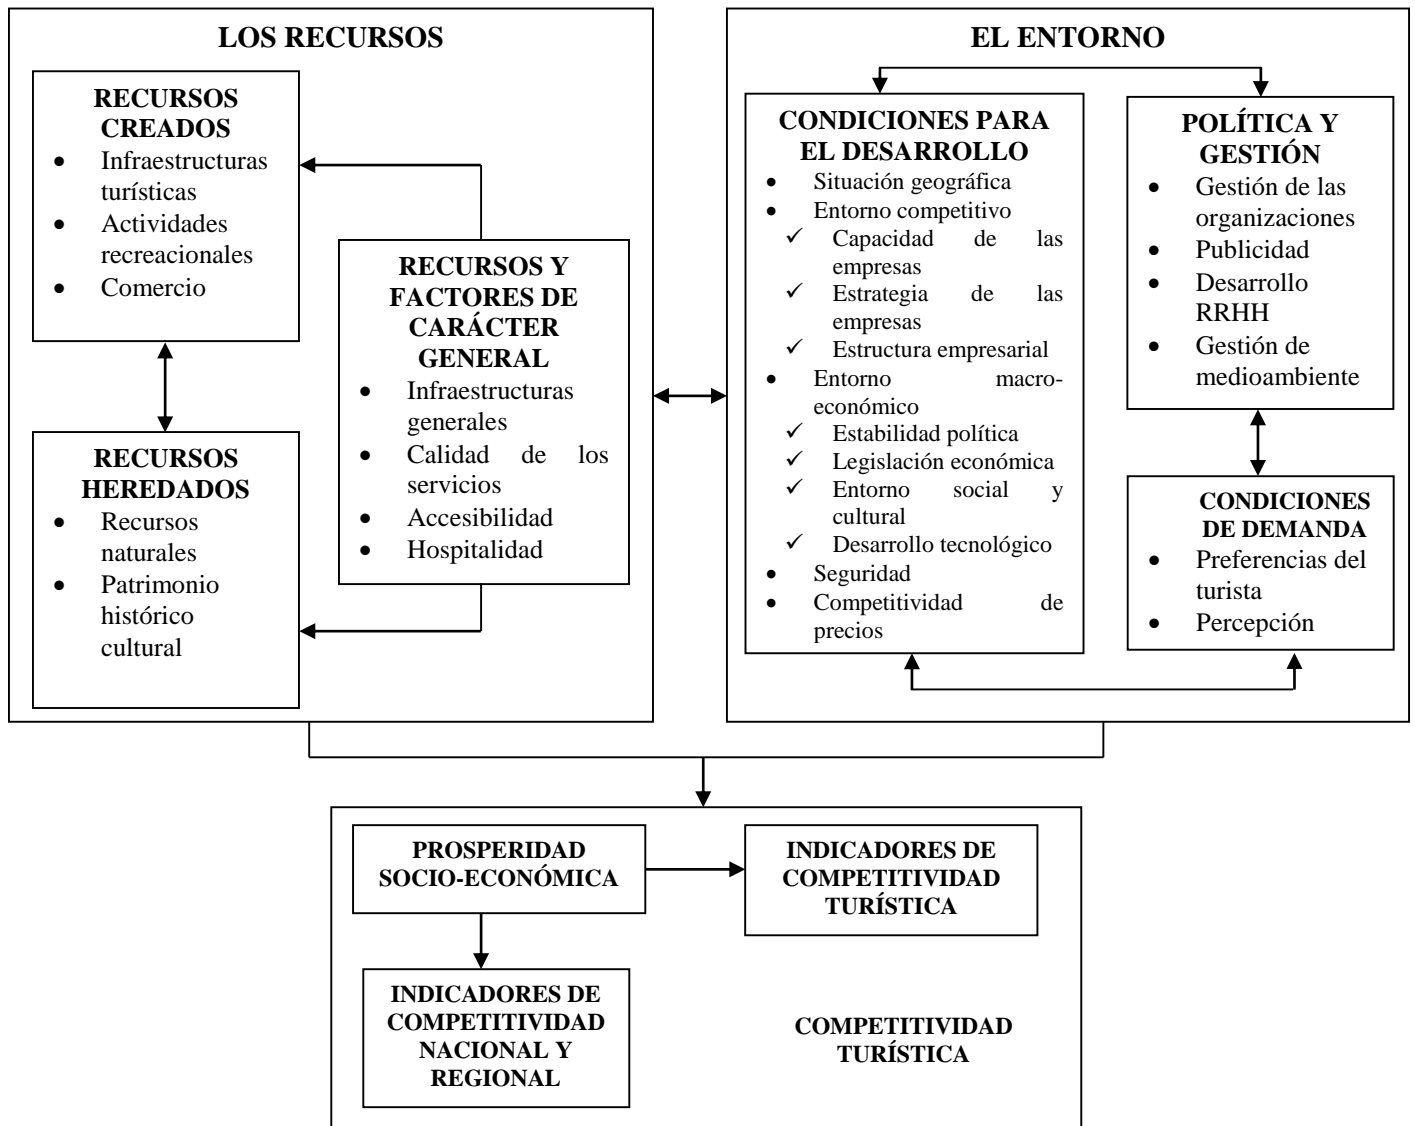 LOS RECURSOS
RECURSOS
CREADOS
• Infraestructuras
turísticas
• Actividades
recreacionales
• Comercio
RECURSOS
HEREDADOS
• Recursos
naturales
• Patrimonio
histórico
cultural
RECURSOS Y
FACTORES DE
CARÁCTER
GENERAL
• Infraestructuras
generales
• Calidad de los
servicios
• Accesibilidad
• Hospitalidad
EL ENTORNO
CONDICIONES PARA
EL DESARROLLO
• Situación geográfica
• Entorno competitivo
✓ Capacidad de las
empresas
✓ Estrategia de las
empresas
✓ Estructura empresarial
• Entorno macro-
económico
✓ Estabilidad política
✓ Legislación económica
✓ Entorno social y
cultural
✓ Desarrollo tecnológico
• Seguridad
• Competitividad de
precios
POLÍTICA Y
GESTIÓN
• Gestión de las
organizaciones
• Publicidad
• Desarrollo
RRHH
• Gestión de
medioambiente
CONDICIONES
DE DEMANDA
• Preferencias del
turista
• Percepción
PROSPERIDAD
SOCIO-ECONÓMICA
INDICADORES DE
COMPETITIVIDAD
TURÍSTICA
INDICADORES DE
COMPETITIVIDAD
NACIONAL Y
REGIONAL
COMPETITIVIDAD
TURÍSTICA